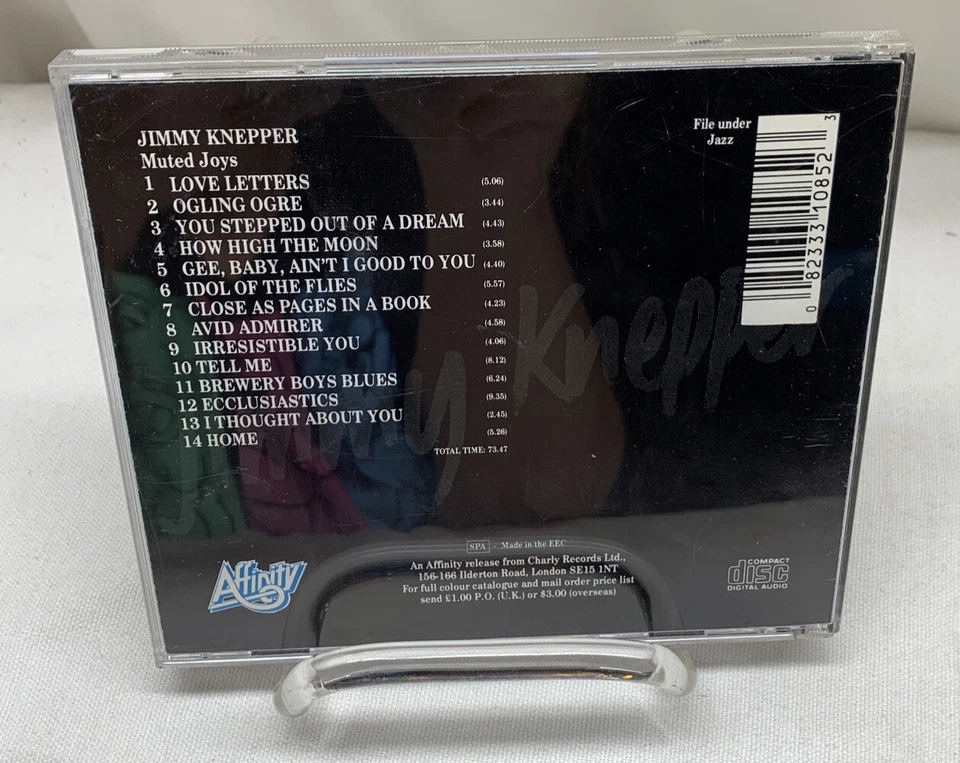 JIMMY KNEPPER
Muted Joys
1 LOVE LETTERS (5.06)
2 OGLING OGRE (3.44)
3 YOU STEPPED OUT OF A DREAM (4.43)
4 HOW HIGH THE MOON (3.58)
5 GEE, BABY, AIN'T I GOOD TO YOU (4.40)
6 IDOL OF THE FLIES (5.57)
7 CLOSE AS PAGES IN A BOOK (4.23)
8 AVID ADMIRER (4.58)
9 IRRESISTIBLE YOU (4.06)
10 TELL ME (8.12)
11 BREWERY BOYS BLUES (6.24)
12 ECCLUSIASTICS (9.35)
13 I THOUGHT ABOUT YOU (2.45)
14 HOME (5.26)
TOTAL TIME: 73.47
File under
Jazz
0 82333 10852 3
Jimmy Knepper
SPA - Made in the EEC
An Affinity release from Charly Records Ltd.,
156-166 Ilderton Road, London SE15 1NT
For full colour catalogue and mail order price list
send £1.00 P.O. (U.K.) or $3.00 (overseas)
Affinity
COMPACT
disc
DIGITAL AUDIO